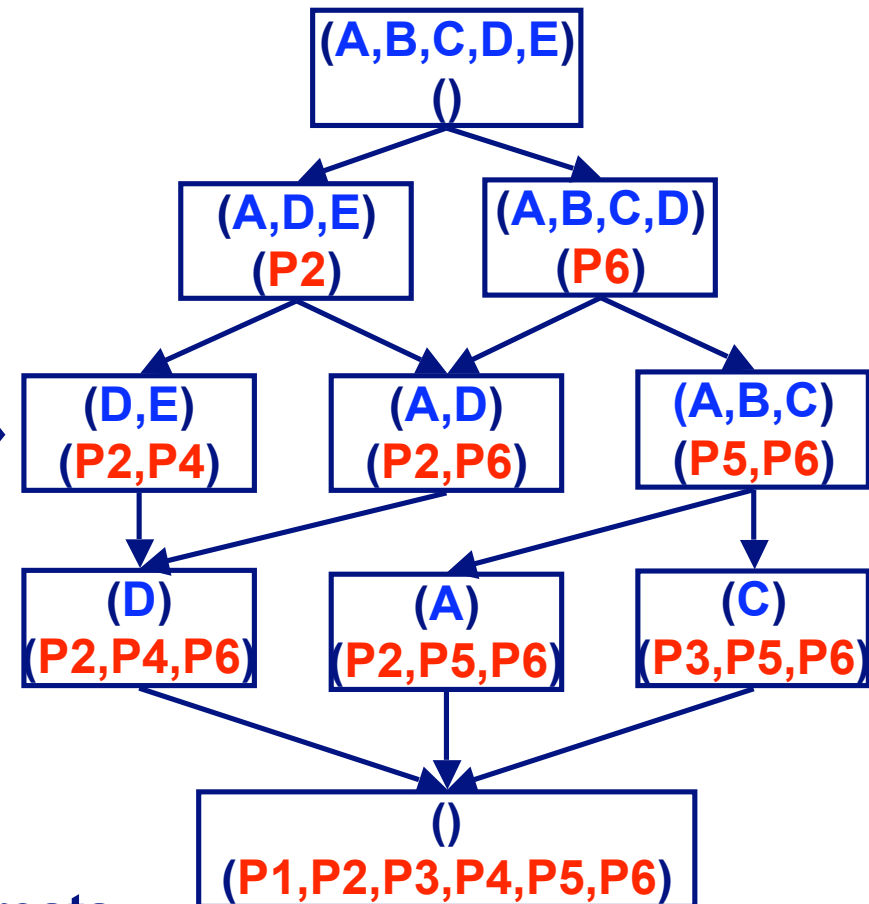 (A,B,C,D,E)
()
(A,D,E)
(P2)
(A,B,C,D)
(P6)
(D,E)
(P2,P4)
(A,D)
(P2,P6)
(A,B,C)
(P5,P6)
(D)
(P2,P4,P6)
(A)
(P2,P5,P6)
(C)
(P3,P5,P6)
()
(P1,P2,P3,P4,P5,P6)